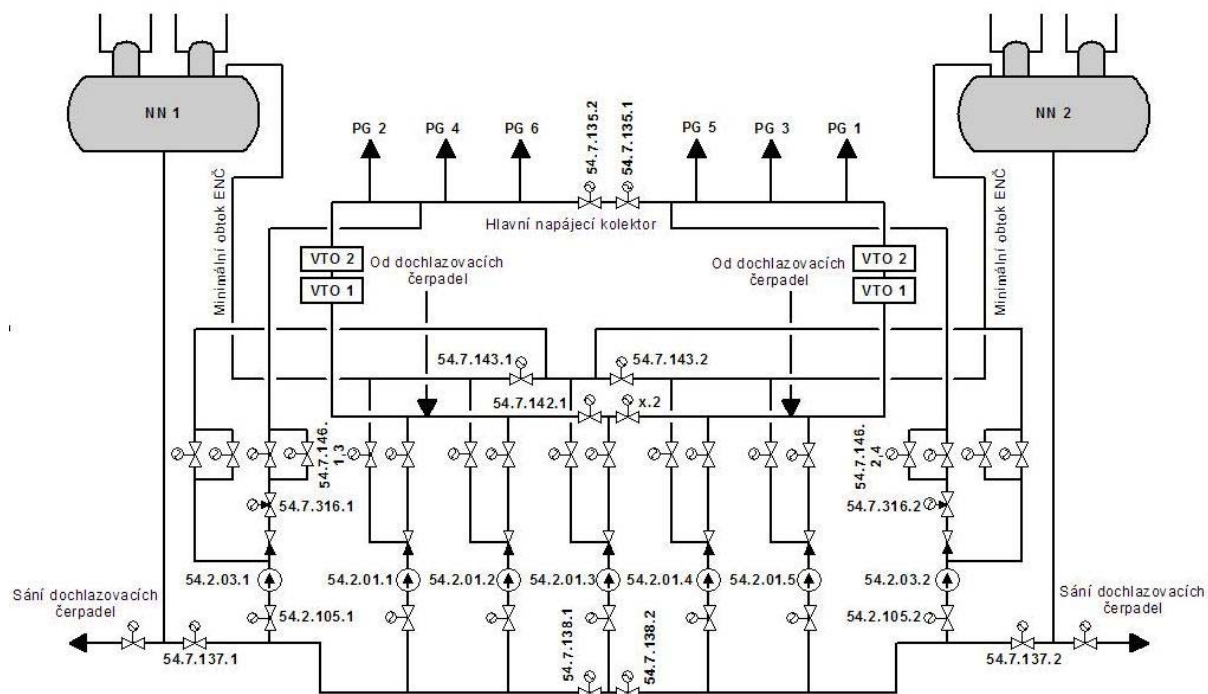 NN 1
NN 2
PG 2
PG 4
PG 6
54.7.135.2
54.7.135.1
PG 5
PG 3
PG 1
Minimální obtok ENČ
Hlavní napájecí kolektor
Minimální obtok ENČ
VTO 2
VTO 1
Od dochlazovacích
čerpadel
Od dochlazovacích
čerpadel
VTO 2
VTO 1
54.7.143.1
54.7.143.2
54.7.142.1
x.2
54.7.146.
1,3
54.7.146.
2,4
54.7.316.1
54.7.316.2
54.2.03.1
54.2.01.1
54.2.01.2
54.2.01.3
54.2.01.4
54.2.01.5
54.2.03.2
Sání dochlazovacích
čerpadel
54.2.105.1
54.7.138.1
54.7.138.2
54.2.105.2
Sání dochlazovacích
čerpadel
54.7.137.1
54.7.137.2